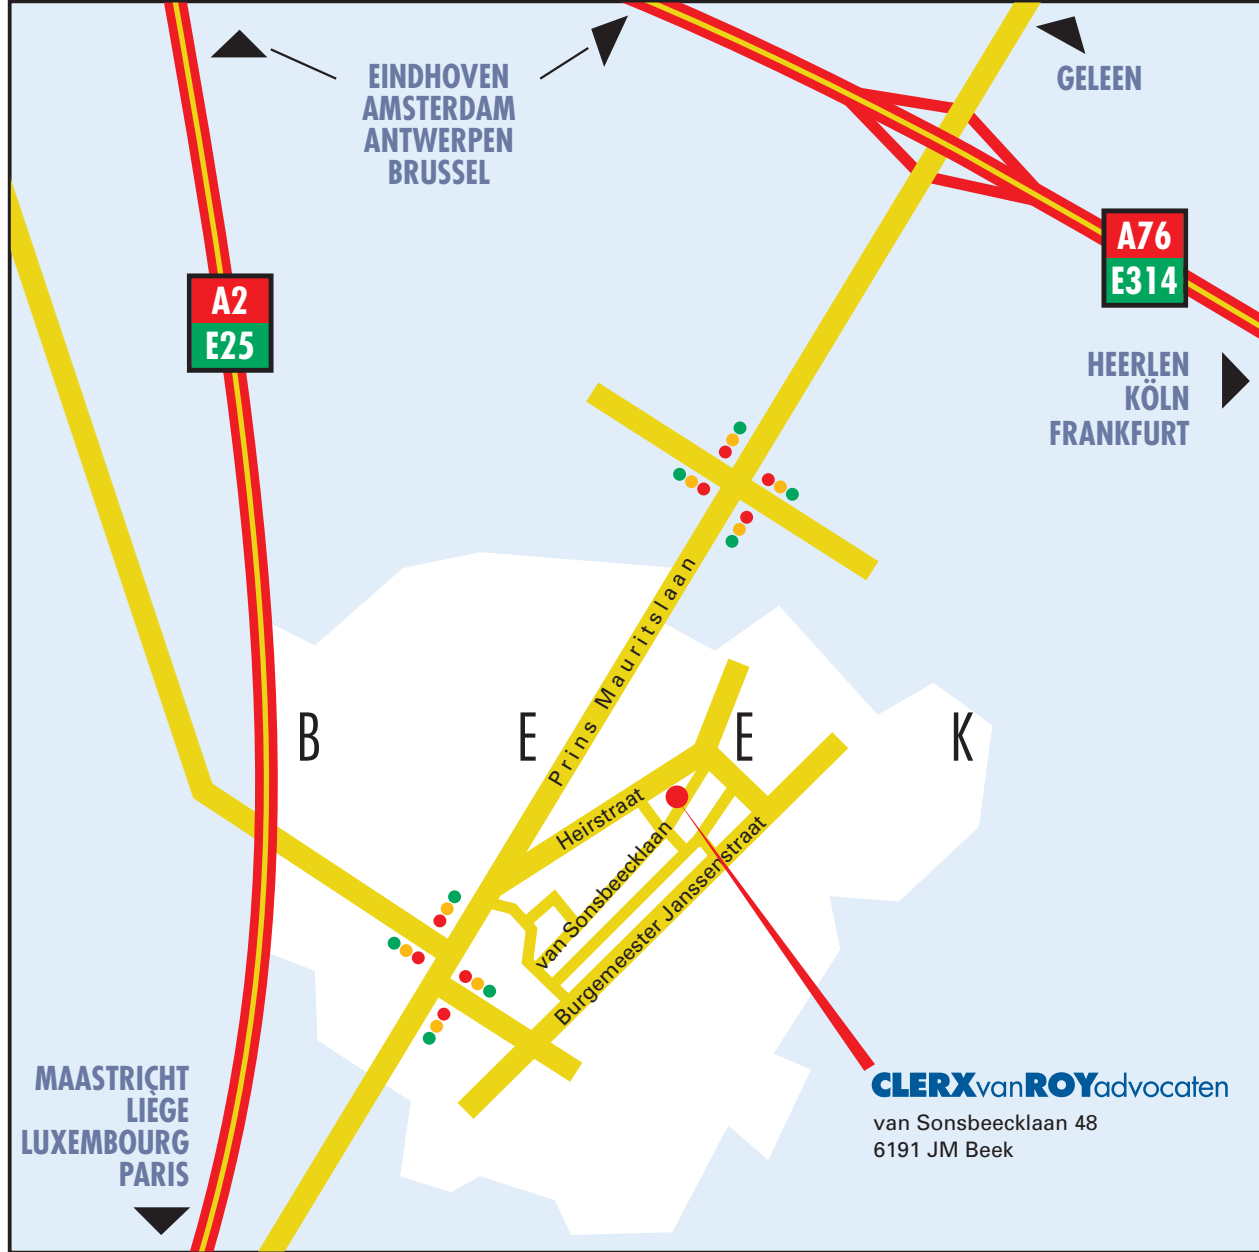 EINDHOVEN
AMSTERDAM
ANTWERPEN
BRUSSEL
GELEEN
A76
E314
A2
E25
HEERLEN
KÖLN
FRANKFURT
Prins Mauritslaan
B E E K
Heirstraat
van Sonsbeecklaan
Burgemeester Janssenstraat
MAASTRICHT
LIÈGE
LUXEMBOURG
PARIS
CLERXvanROYadvocaten
van Sonsbeecklaan 48
6191 JM Beek